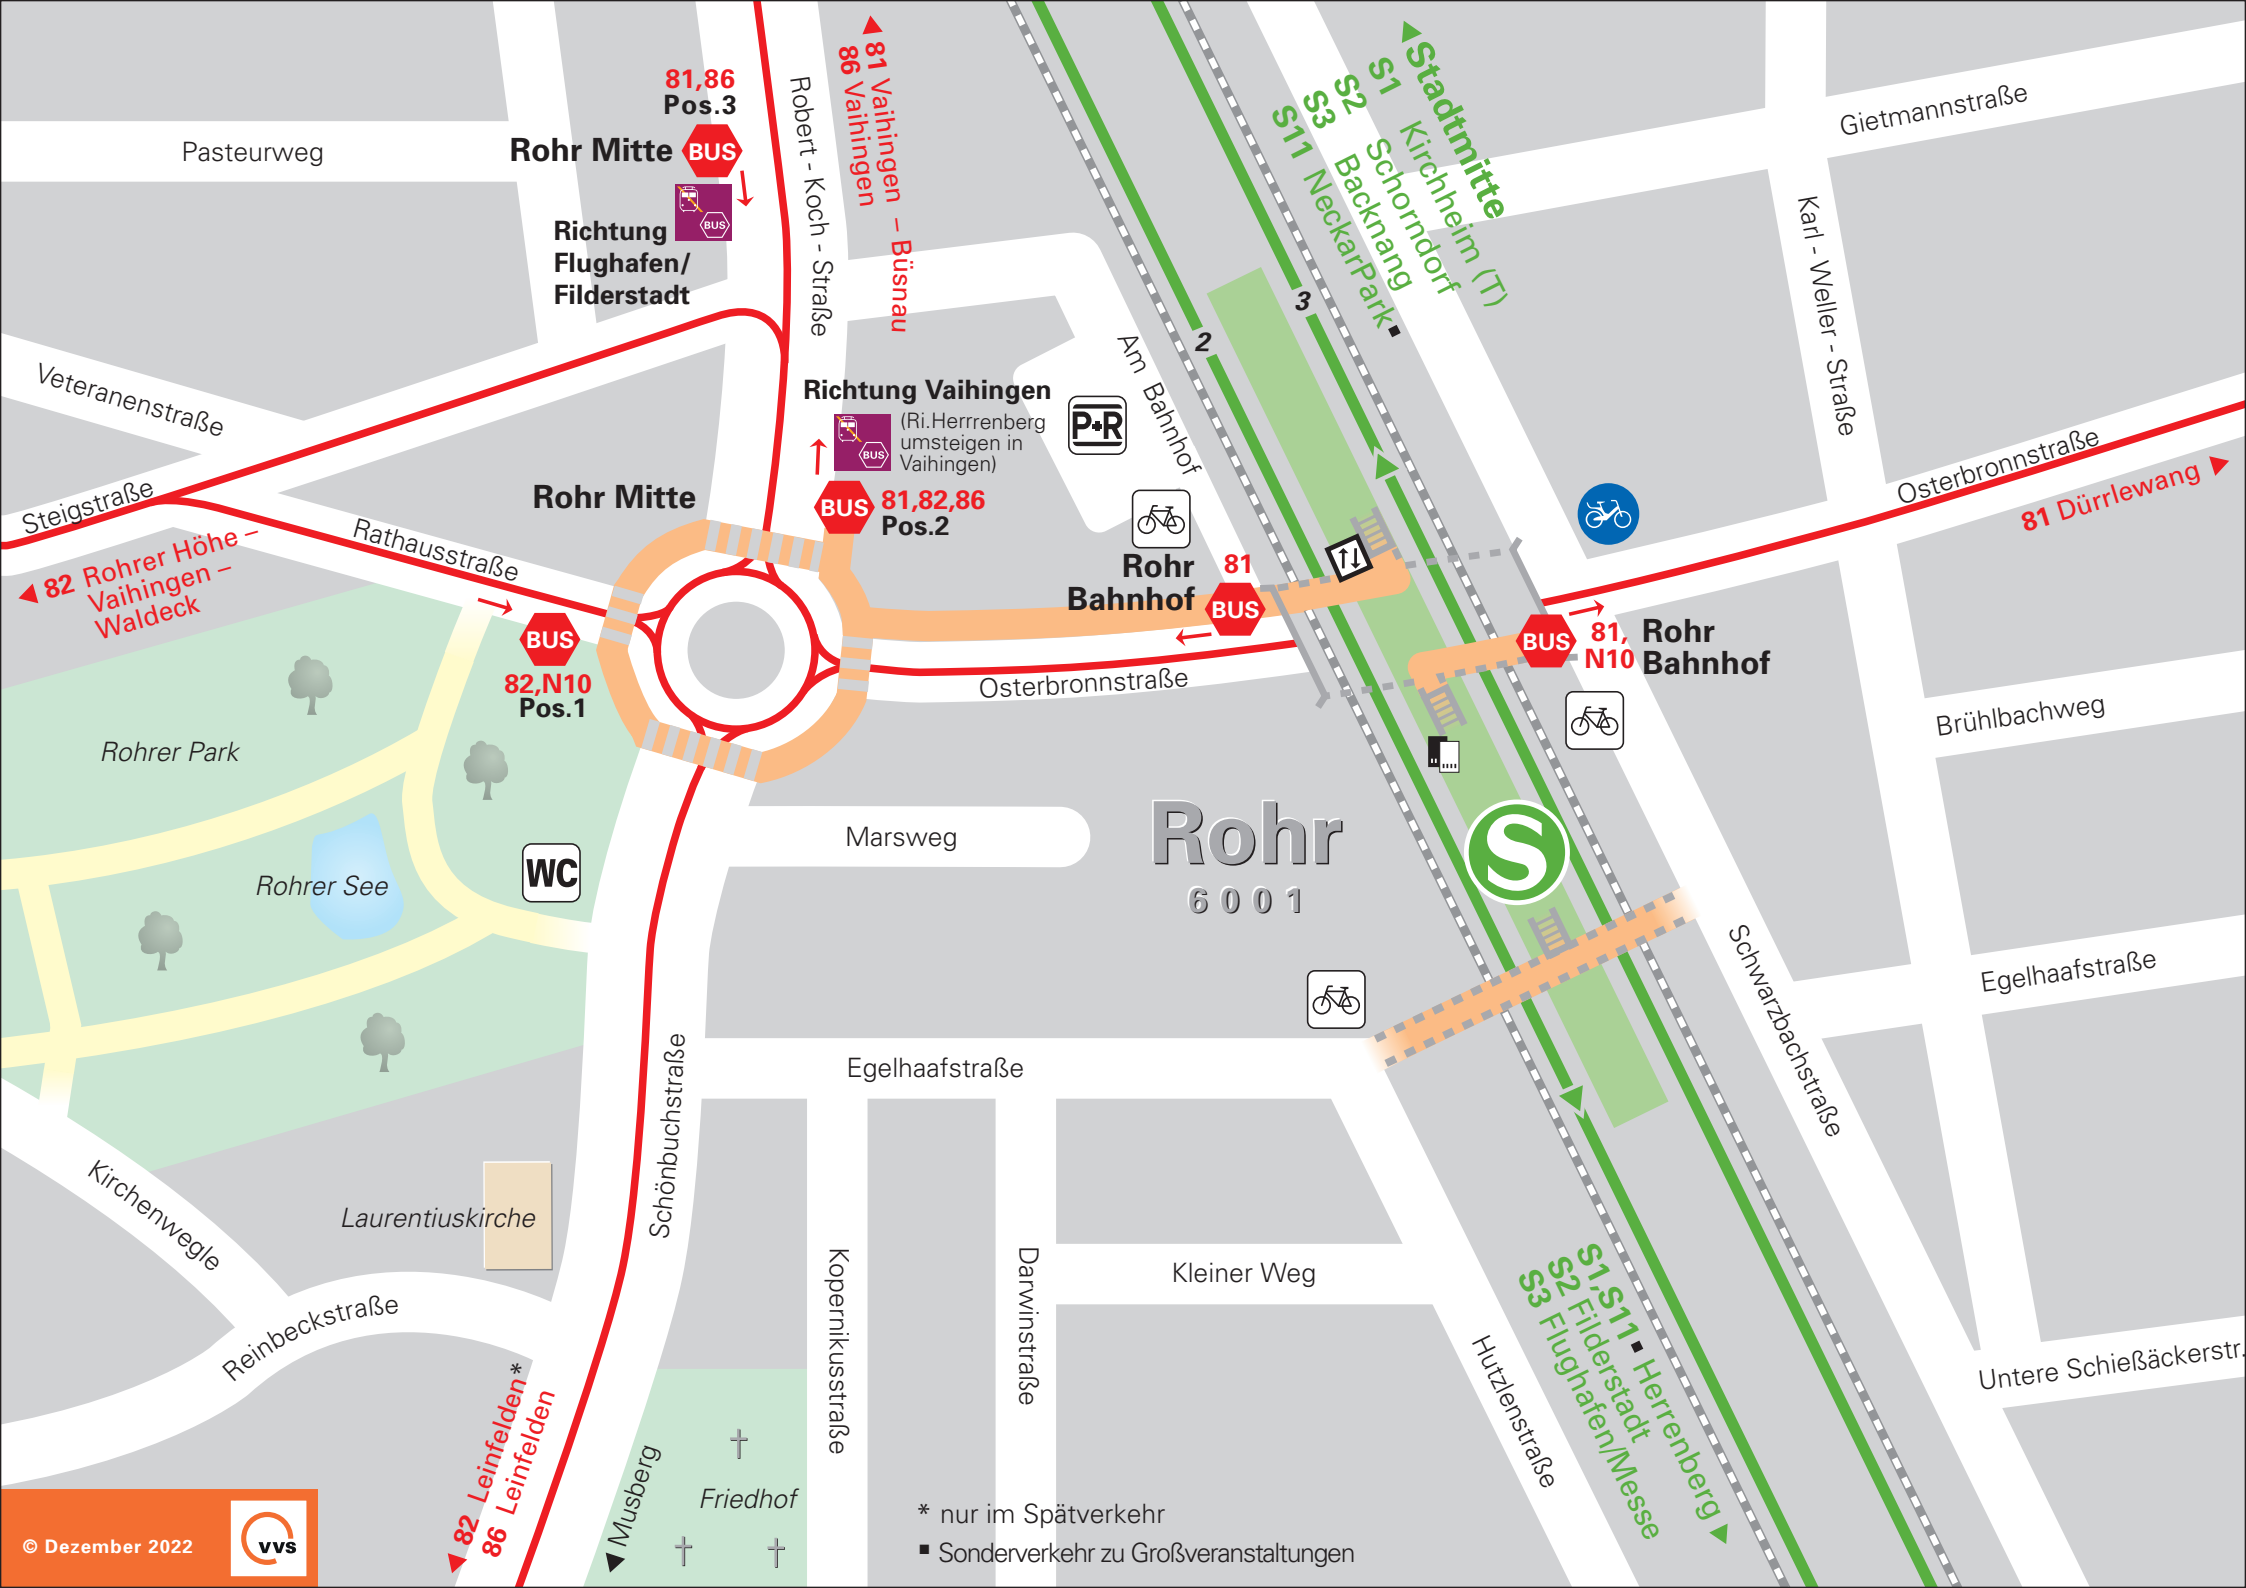 81,86
Pos.3
Rohr Mitte
BUS
BUS
Richtung
Flughafen/
Filderstadt
Pasteurweg
Robert - Koch - Straße
81 Vaihingen – Büsnau
86 Vaihingen
Stadtmitte
S1 Kirchheim (T)
S2 Schorndorf
S3 Backnang
S11 NeckarPark▪
Gietmannstraße
Karl - Weller - Straße
2
3
Veteranenstraße
Am Bahnhof
Richtung Vaihingen
(Ri.Herrrenberg
umsteigen in
Vaihingen)
BUS
P+R
Steigstraße
Rathausstraße
Rohr Mitte
BUS
81,82,86
Pos.2
Osterbronnstraße
81 Dürrlewang
82 Rohrer Höhe –
Vaihingen –
Waldeck
Rohr
Bahnhof
81
BUS
BUS
81,
N10
Rohr
Bahnhof
BUS
82,N10
Pos.1
Osterbronnstraße
Brühlbachweg
Rohrer Park
Marsweg
Rohr
6001
S
WC
Rohrer See
Schwarzbachstraße
Egelhaafstraße
Egelhaafstraße
Schönbuchstraße
Kirchenwegle
Laurentiuskirche
Reinbeckstraße
Kopernikusstraße
Darwinstraße
Kleiner Weg
Hutzlenstraße
S1,S11▪ Herrenberg
S2 Filderstadt
S3 Flughafen/Messe
Untere Schießäckerstr.
82 Leinfelden*
86 Leinfelden
Musberg
Friedhof
* nur im Spätverkehr
▪ Sonderverkehr zu Großveranstaltungen
© Dezember 2022
vvs